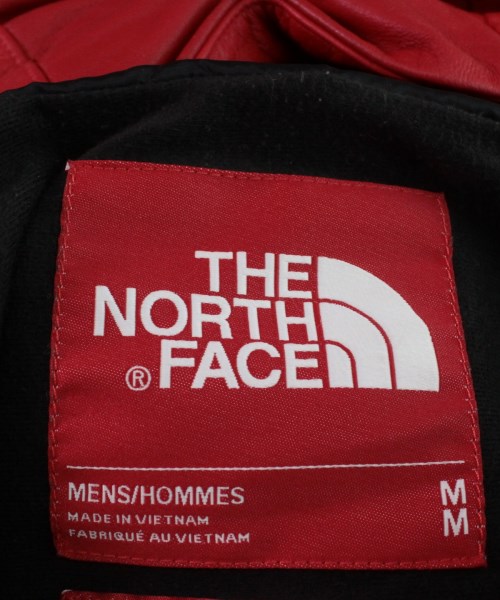 THE
NORTH
FACE
®
MENS/HOMMES M
MADE IN VIETNAM M
FABRIQUÉ AU VIETNAM